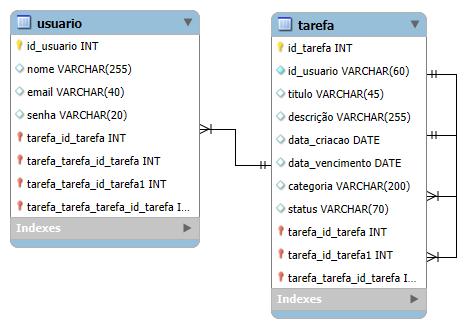 usuario
id_usuario INT
nome VARCHAR(255)
email VARCHAR(40)
senha VARCHAR(20)
tarefa_id_tarefa INT
tarefa_tarefa_id_tarefa INT
tarefa_id_tarefa1 INT
tarefa_tarefa_tarefa_id_tarefa I...
Indexes
tarefa
id_tarefa INT
id_usuario VARCHAR(60)
titulo VARCHAR(45)
descrição VARCHAR(255)
data_criacao DATE
data_vencimento DATE
categoria VARCHAR(200)
status VARCHAR(70)
tarefa_id_tarefa INT
tarefa_id_tarefa1 INT
tarefa_tarefa_id_tarefa I...
Indexes